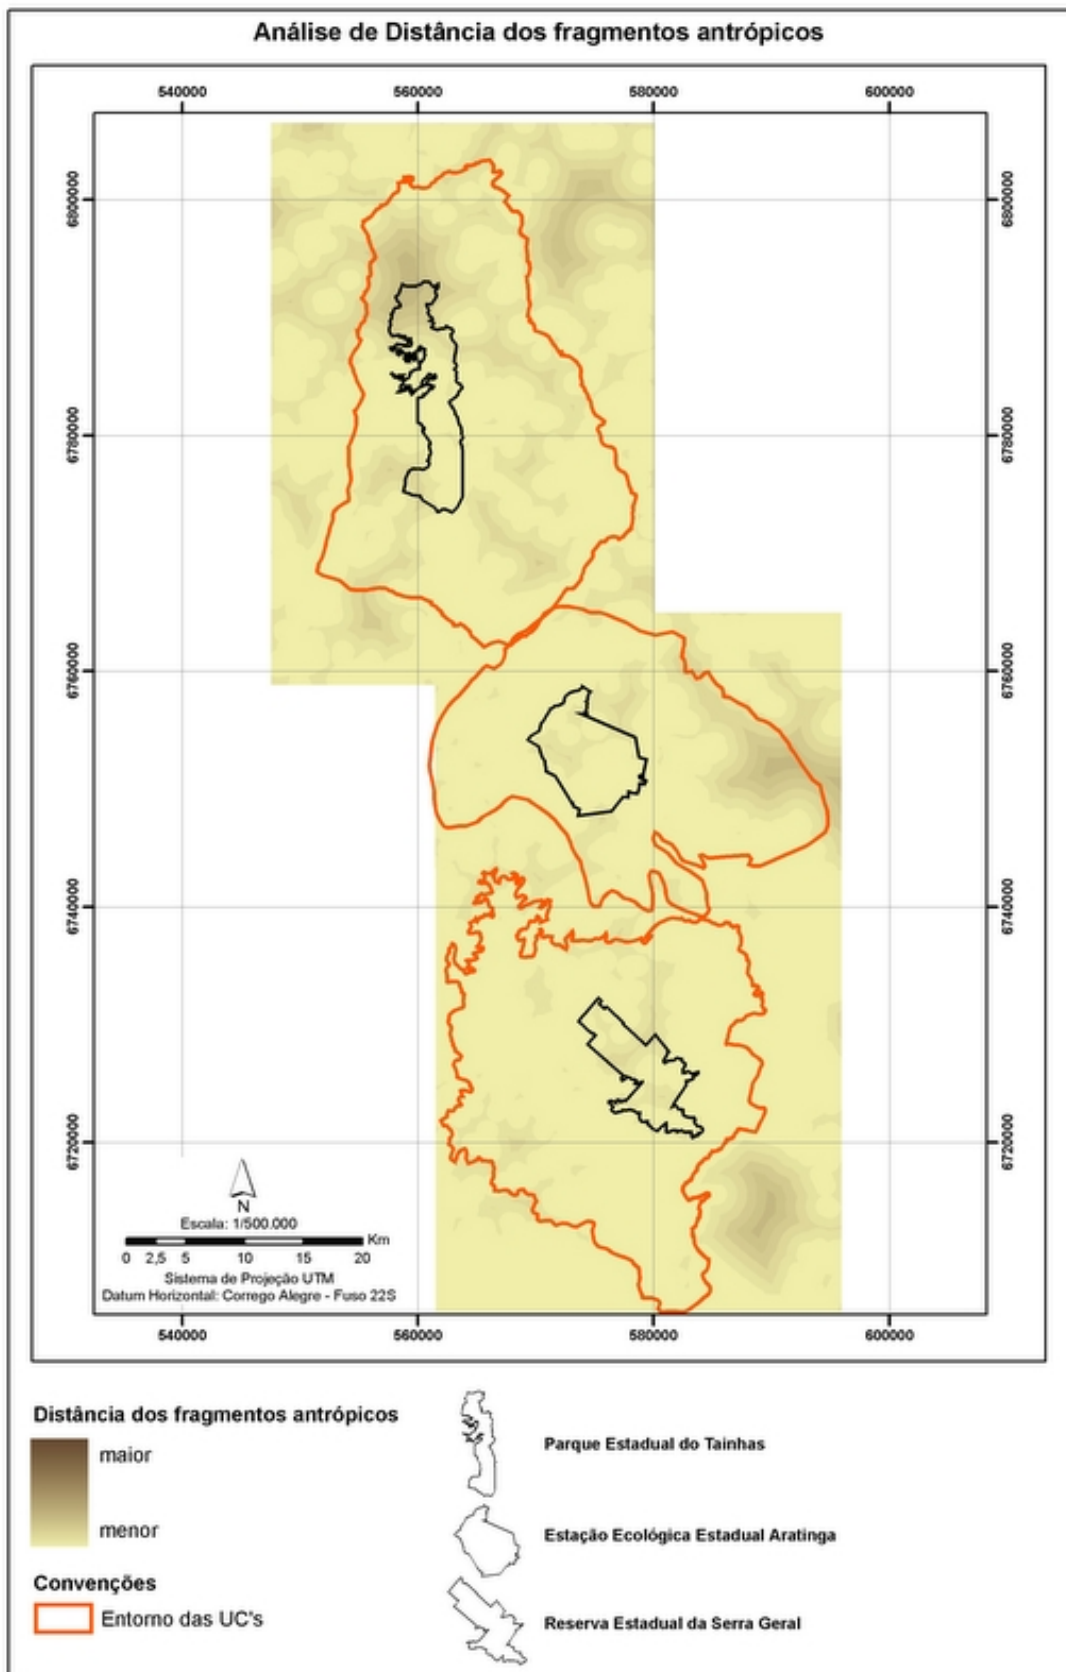 Análise de Distância dos fragmentos antrópicos
540000 560000 580000 600000
6800000 6800000
6780000 6780000
6760000 6760000
6740000 6740000
6720000 6720000
N
Escala: 1/500.000
Km
0 2,5 5 10 15 20
Sistema de Projeção UTM
Datum Horizontal: Corrego Alegre - Fuso 22S
540000 560000 580000 600000
Distância dos fragmentos antrópicos
maior
menor
Convenções
Entorno das UC's
Parque Estadual do Tainhas
Estação Ecológica Estadual Aratinga
Reserva Estadual da Serra Geral